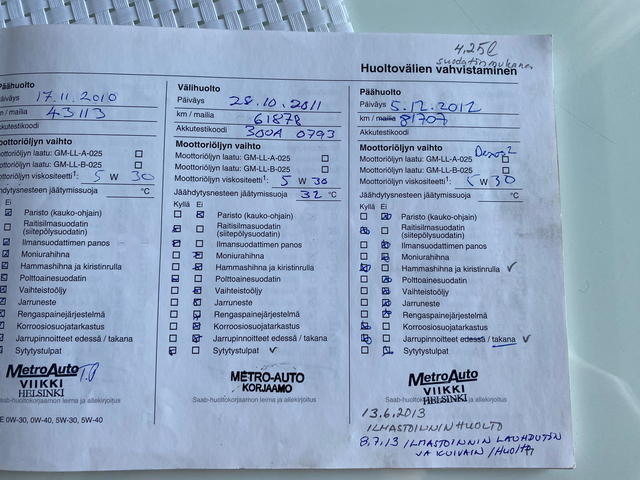 4,25l
suodatin mukana
Huoltovälien vahvistaminen
Päähuolto
Päiväys 17.11.2010
km / mailia 43113
Akkutestikoodi
Moottoriöljyn vaihto
Moottoriöljyn laatu: GM-LL-A-025
Moottoriöljyn laatu: GM-LL-B-025
Moottoriöljyn viskositeetti¹: 5 W 30
Jäähdytysnesteen jäätymissuoja °C
Ei
Paristo (kauko-ohjain)
Raitisilmasuodatin
(siitepölysuodatin)
Ilmansuodattimen panos
Moniurahihna
Hammashihna ja kiristinrulla
Polttoainesuodatin
Vaihteistoöljy
Jarruneste
Rengaspainejärjestelmä
Korroosiosuojatarkastus
Jarrupinnoitteet edessä / takana
Sytytystulpat
MetroAuto
VIIKKI
HELSINKI
Saab-huoltokorjaamon leima ja allekirjoitus
E 0W-30, 0W-40, 5W-30, 5W-40
Välihuolto
Päiväys 28.10.2011
km / mailia 61878
Akkutestikoodi 300A 0793
Moottoriöljyn vaihto
Moottoriöljyn laatu: GM-LL-A-025
Moottoriöljyn laatu: GM-LL-B-025
Moottoriöljyn viskositeetti¹: 5 W 30
Jäähdytysnesteen jäätymissuoja 32 °C
Kyllä Ei
Paristo (kauko-ohjain)
Raitisilmasuodatin
(siitepölysuodatin)
Ilmansuodattimen panos
Moniurahihna
Hammashihna ja kiristinrulla
Polttoainesuodatin
Vaihteistoöljy
Jarruneste
Rengaspainejärjestelmä
Korroosiosuojatarkastus
Jarrupinnoitteet edessä / takana
Sytytystulpat
METRO-AUTO
KORJAAMO
Saab-huoltokorjaamon leima ja allekirjoitus
Päähuolto
Päiväys 5.12.2012
km / mailia 81707
Akkutestikoodi
Moottoriöljyn vaihto Dexos2
Moottoriöljyn laatu: GM-LL-A-025
Moottoriöljyn laatu: GM-LL-B-025
Moottoriöljyn viskositeetti¹: 5 W 30
Jäähdytysnesteen jäätymissuoja °C
Kyllä Ei
Paristo (kauko-ohjain)
Raitisilmasuodatin
(siitepölysuodatin)
Ilmansuodattimen panos
Moniurahihna
Hammashihna ja kiristinrulla
Polttoainesuodatin
Vaihteistoöljy
Jarruneste
Rengaspainejärjestelmä
Korroosiosuojatarkastus
Jarrupinnoitteet edessä / takana
Sytytystulpat
MetroAuto
VIIKKI
HELSINKI
Saab-huoltokorjaamon leima ja allekirjoitus
13.6.2013
ILMASTOINNIN HUOLTO
8.7.13 ILMASTOINNIN LAUHDUTIN
JA KUIVAIN /HUOLTO